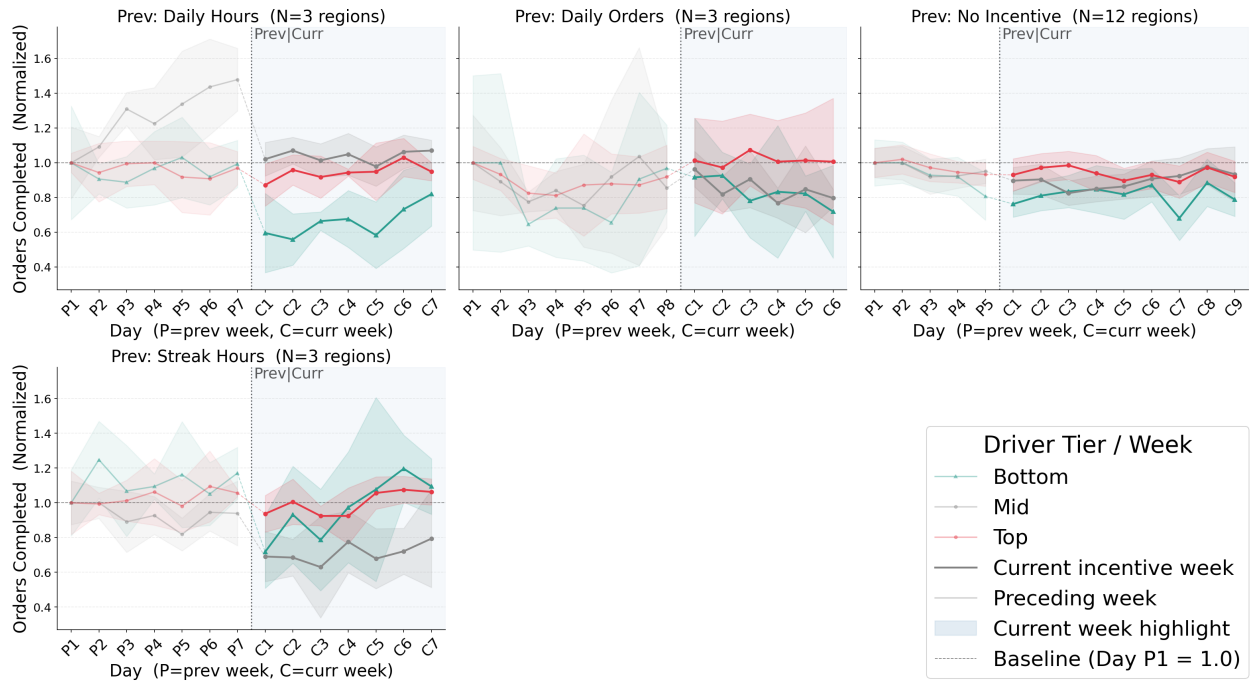 Prev: Daily Hours  (N=3 regions)
Prev: Daily Orders  (N=3 regions)
Prev: No Incentive  (N=12 regions)
Prev|Curr
Prev|Curr
Prev|Curr
Orders Completed  (Normalized)
1.6
1.4
1.2
1.0
0.8
0.6
0.4
P1 P2 P3 P4 P5 P6 P7 C1 C2 C3 C4 C5 C6 C7
P1 P2 P3 P4 P5 P6 P7 P8 C1 C2 C3 C4 C5 C6
P1 P2 P3 P4 P5 C1 C2 C3 C4 C5 C6 C7 C8 C9
Day  (P=prev week, C=curr week)
Day  (P=prev week, C=curr week)
Day  (P=prev week, C=curr week)
Prev: Streak Hours  (N=3 regions)
Prev|Curr
Orders Completed  (Normalized)
1.6
1.4
1.2
1.0
0.8
0.6
0.4
P1 P2 P3 P4 P5 P6 P7 C1 C2 C3 C4 C5 C6 C7
Day  (P=prev week, C=curr week)
Driver Tier / Week
Bottom
Mid
Top
Current incentive week
Preceding week
Current week highlight
Baseline (Day P1 = 1.0)